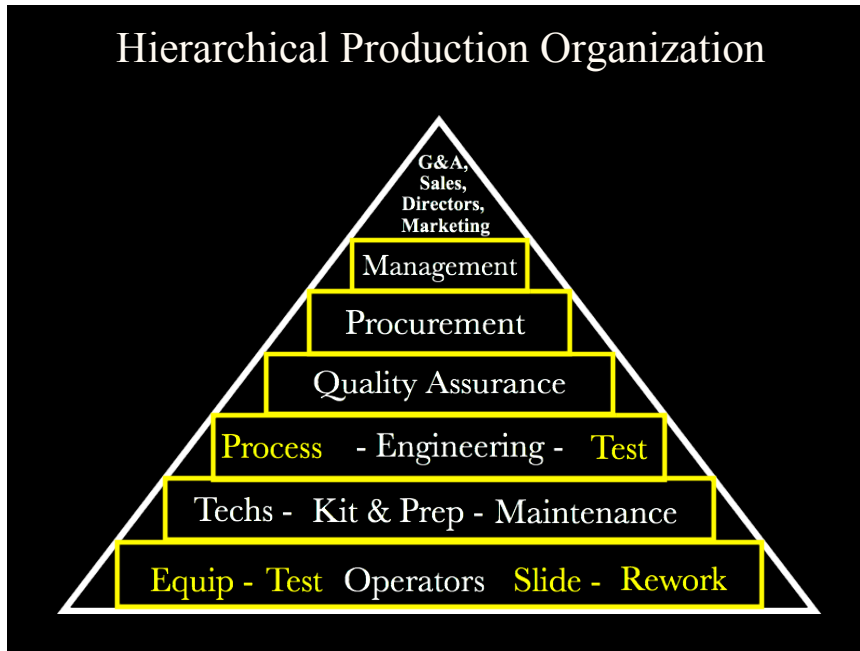 Hierarchical Production Organization
G&A,
Sales,
Directors,
Marketing
Management
Procurement
Quality Assurance
Process - Engineering - Test
Techs - Kit & Prep - Maintenance
Equip - Test Operators Slide - Rework